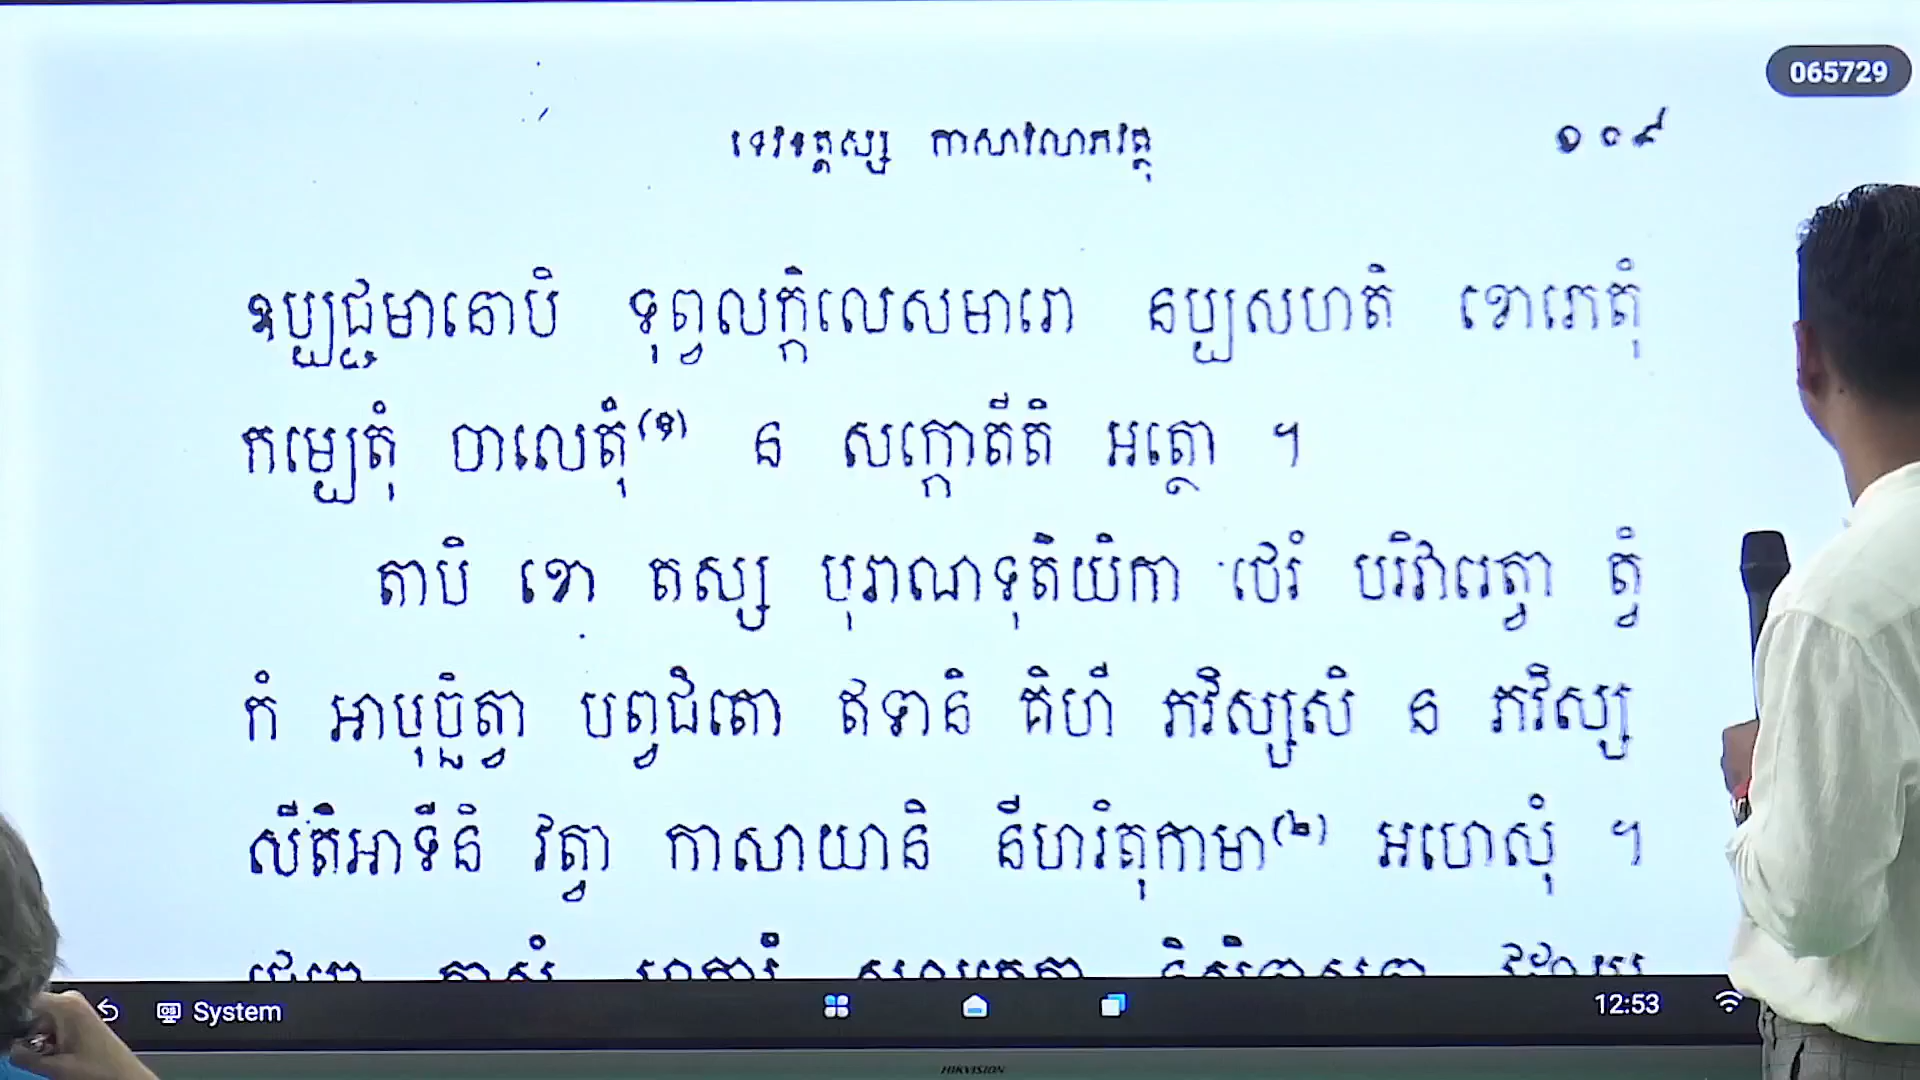 065729
ទេវទត្តស្ស កាសាវលាភវត្ថុ ១០៩
ឧប្បជ្ជមានោបិ ទុព្វលក្កិលេសមារោ នប្បសហតិ ខោភេតុំ
កម្បេតុំ ចាលេតុំ(១) ន សក្កោតីតិ អត្ថោ ។
តាបិ ខោ តស្ស បុរាណទុតិយិកា ថេរំ បរិវារេត្វា ត្វំ
កំ អាបុច្ឆិត្វា បព្វជិតោ ឥទានិ គិហី ភវិស្សសិ ន ភវិស្ស
សីតិអាទីនិ វត្វា កាសាយានិ នីហរិតុកាមា(២) អហេសុំ ។
System
12:53
HIKVISION